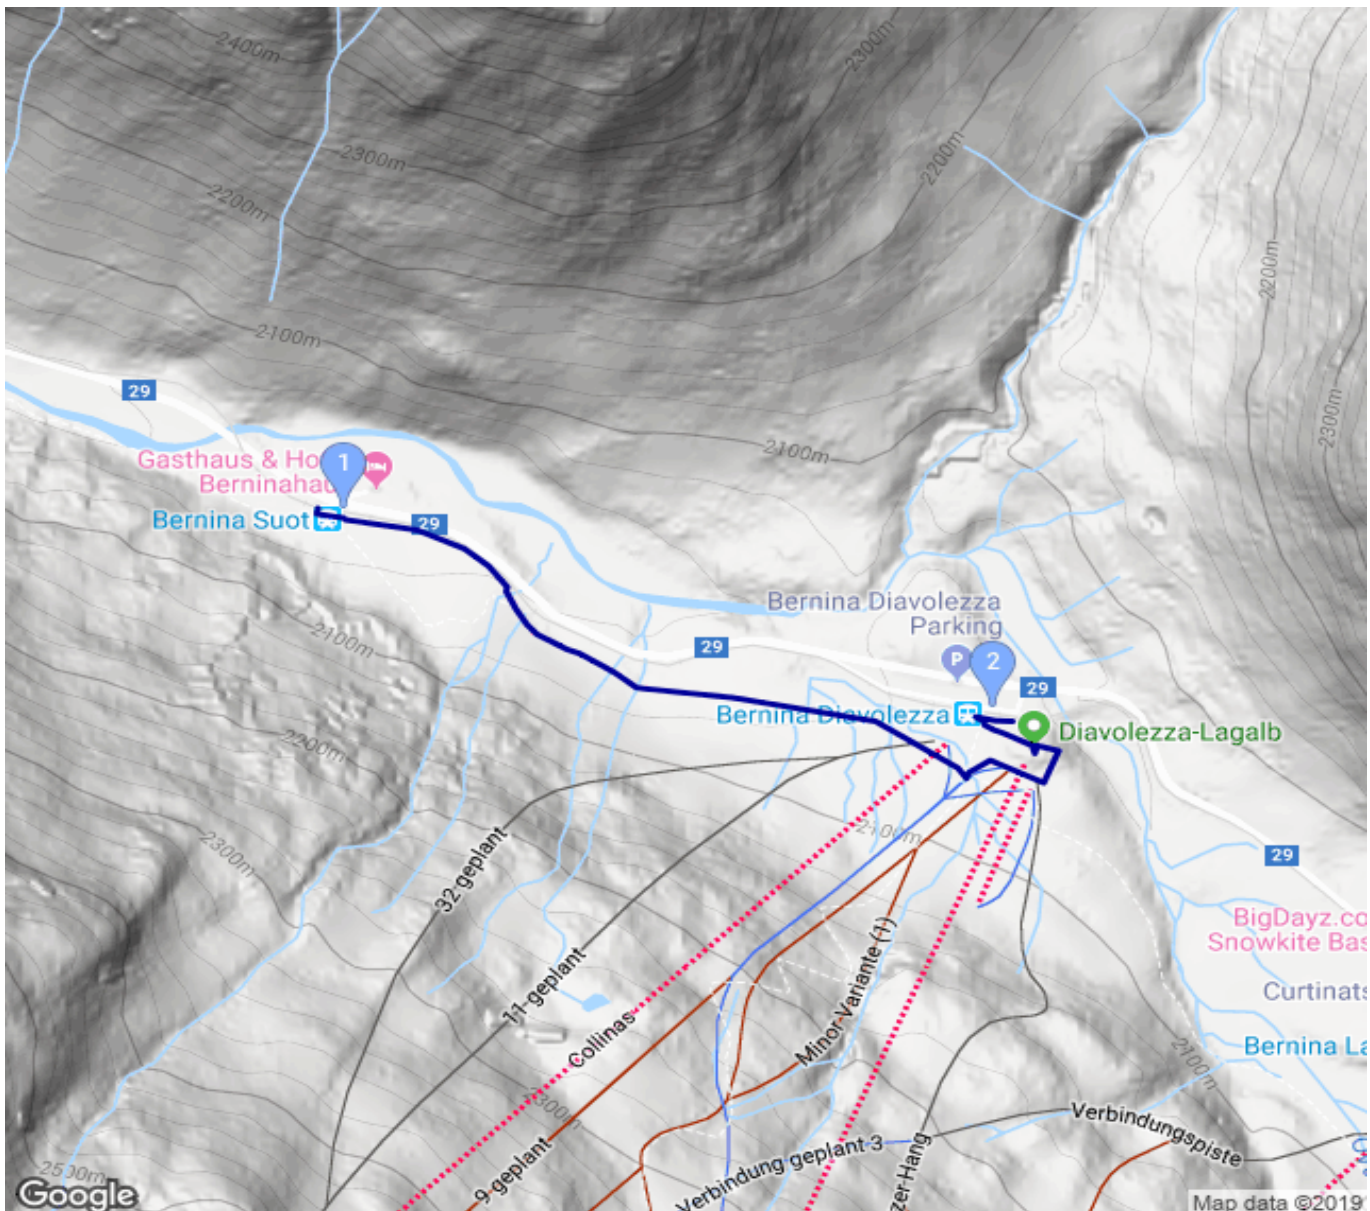 2400m
2300m
2300m
2200m
2200m
2200m
2100m
29
2300m
2100m
Gasthaus & Ho
Berninahau
1
Bernina Suot
29
Bernina Diavolezza
Parking
2100m
29
P
2
29
Bernina Diavolezza
Diavolezza-Lagalb
2200m
2100m
2300m
29
32 geplant
BigDayz.co
Snowkite Bas
Minor Variante (1)
11 geplant
Curtinats
Collinas
Bernina La
2100m
2300m
Verbindungspiste
9 geplant
Verbindung geplant 3
zer Hang
2500m
Google
Map data ©2019